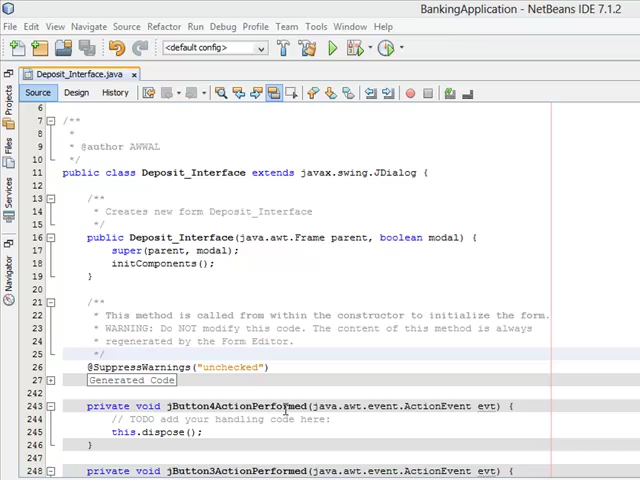 BankingApplication - NetBeans IDE 7.1.2
File Edit View Navigate Source Refactor Run Debug Profile Team Tools Window Help
<default config>
Deposit_Interface.java
Source Design History
Projects
Files
Services
Navigator
6
7 /**
8 *
9 * @author AWWAL
10 */
11 public class Deposit_Interface extends javax.swing.JDialog {
12
13 /**
14 * Creates new form Deposit_Interface
15 */
16 public Deposit_Interface(java.awt.Frame parent, boolean modal) {
17 super(parent, modal);
18 initComponents();
19 }
20
21 /**
22 * This method is called from within the constructor to initialize the form.
23 * WARNING: Do NOT modify this code. The content of this method is always
24 * regenerated by the Form Editor.
25 */
26 @SuppressWarnings("unchecked")
27 Generated Code
242
243 private void jButton4ActionPerformed(java.awt.event.ActionEvent evt) {
244 // TODO add your handling code here:
245 this.dispose();
246 }
247
248 private void jButton3ActionPerformed(java.awt.event.ActionEvent evt) {